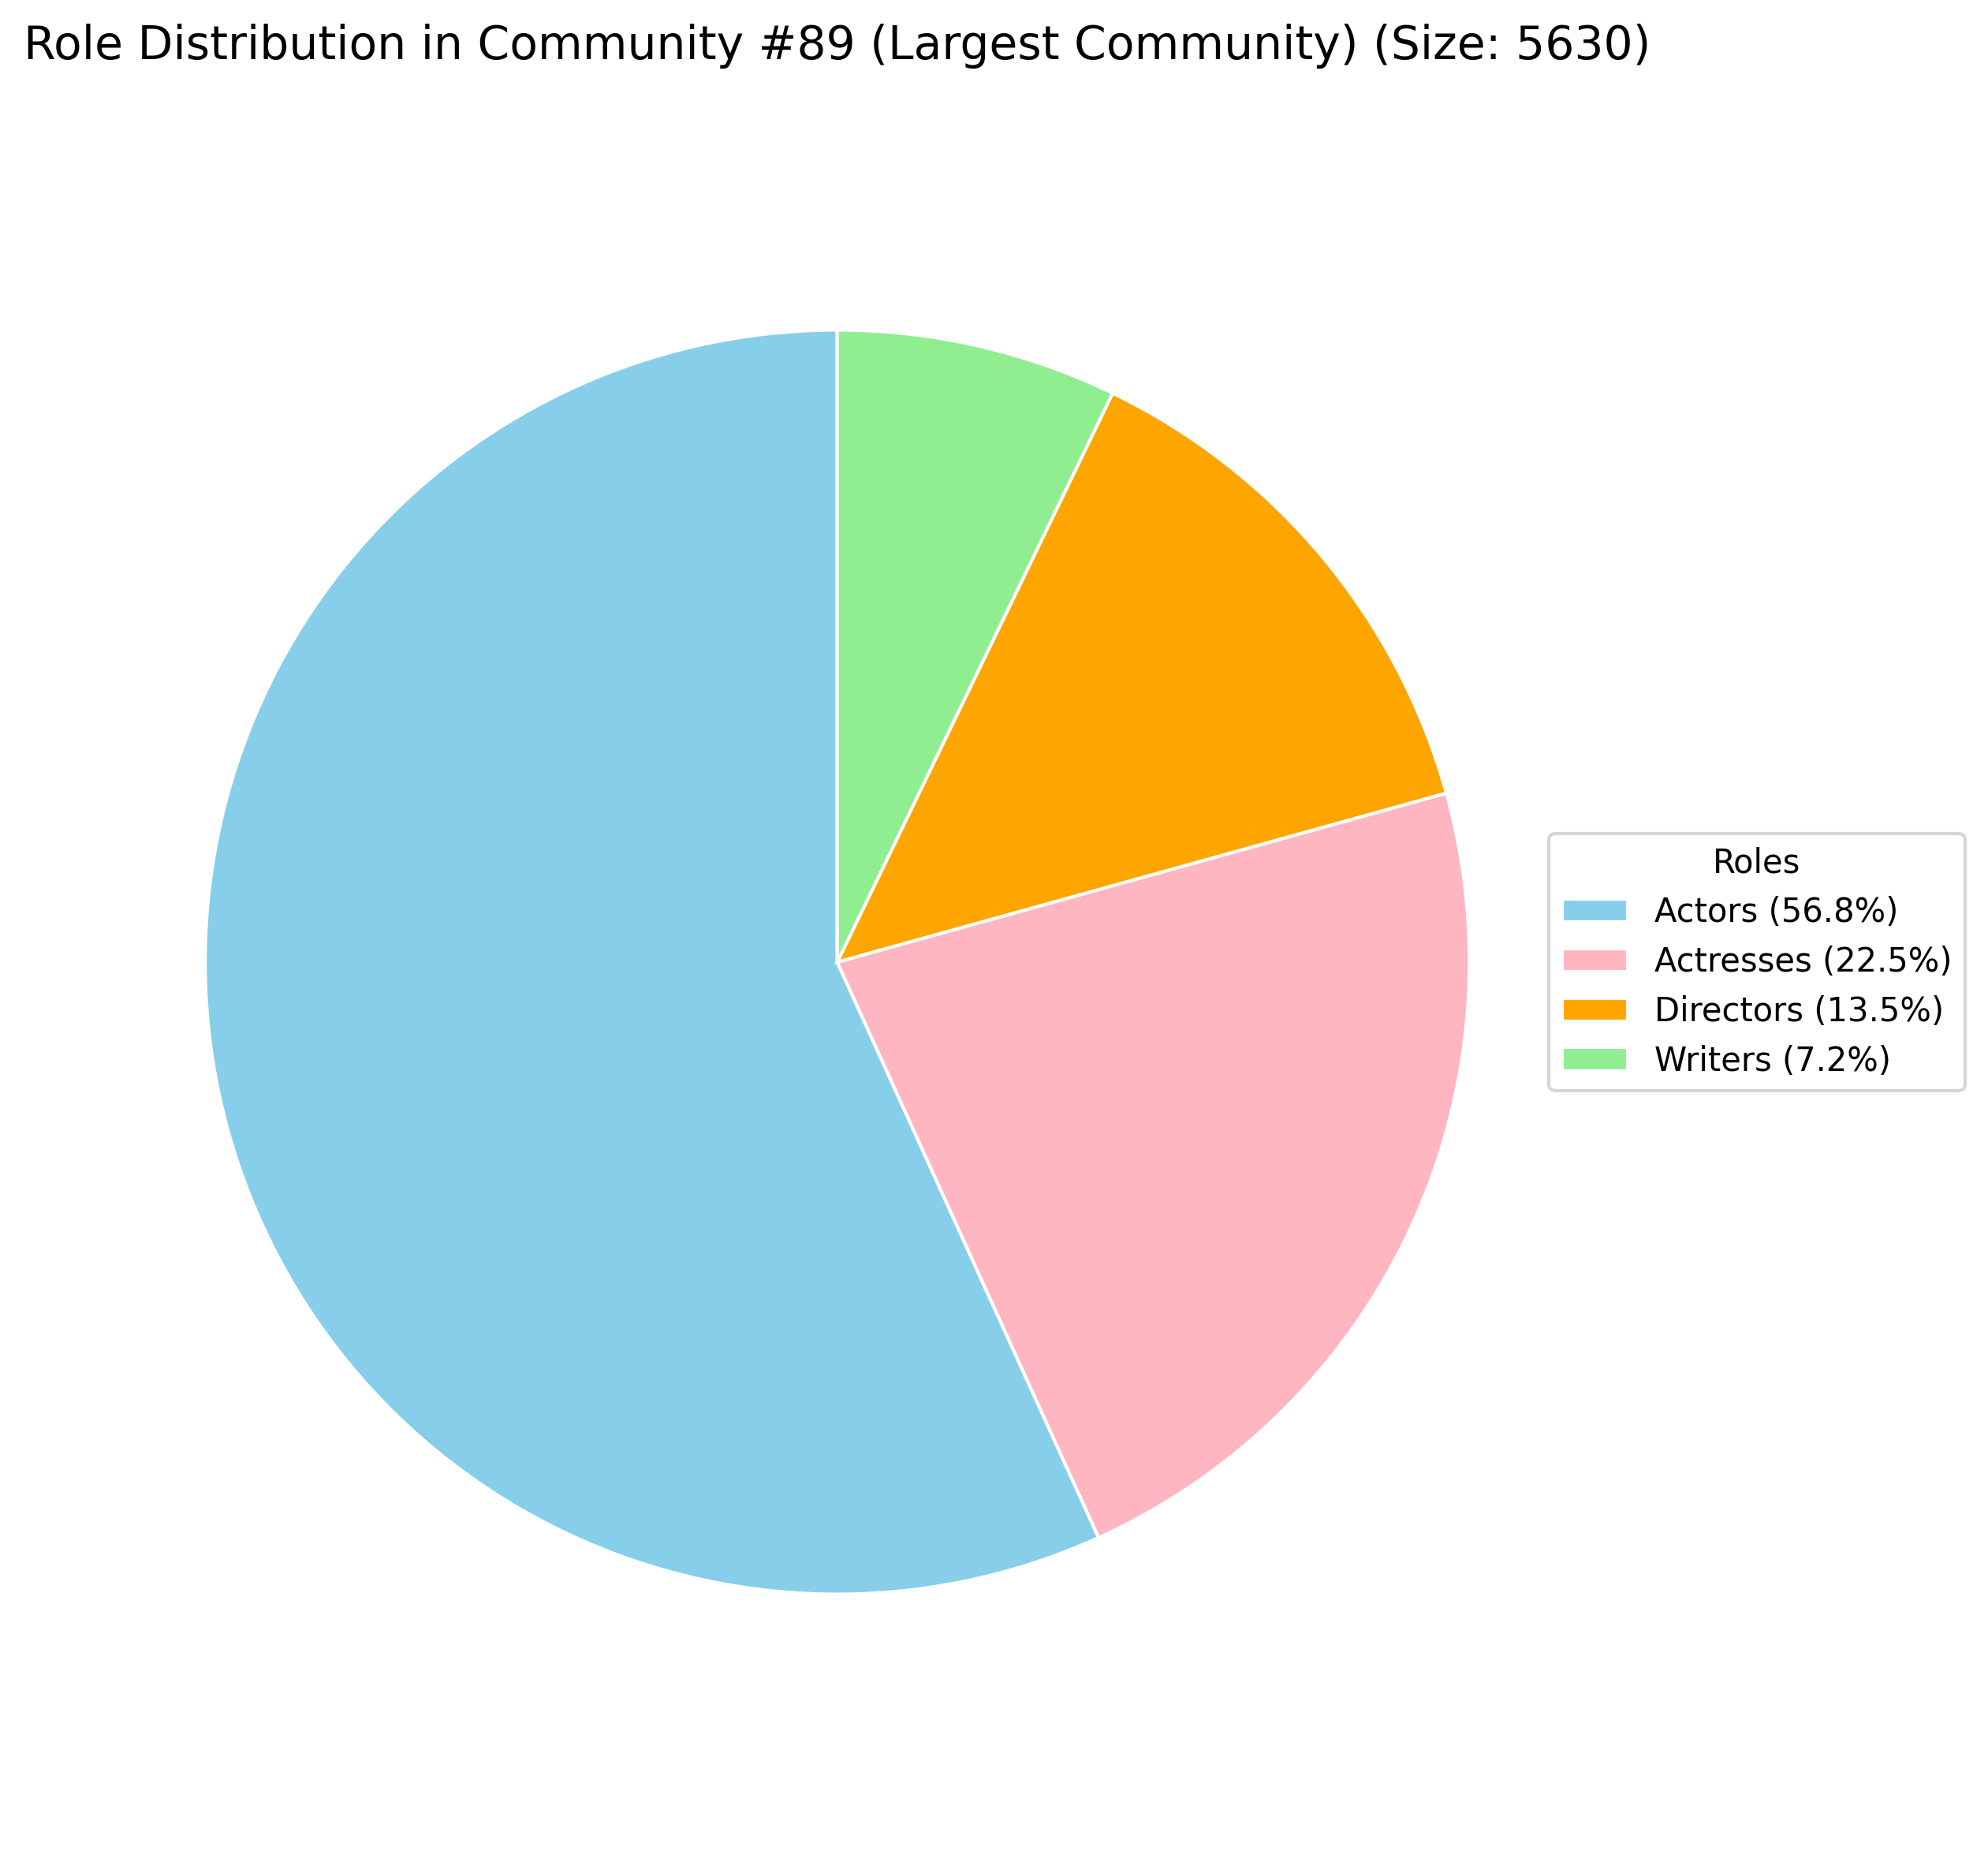 Role Distribution in Community #89 (Largest Community) (Size: 5630)
Roles
Actors (56.8%)
Actresses (22.5%)
Directors (13.5%)
Writers (7.2%)